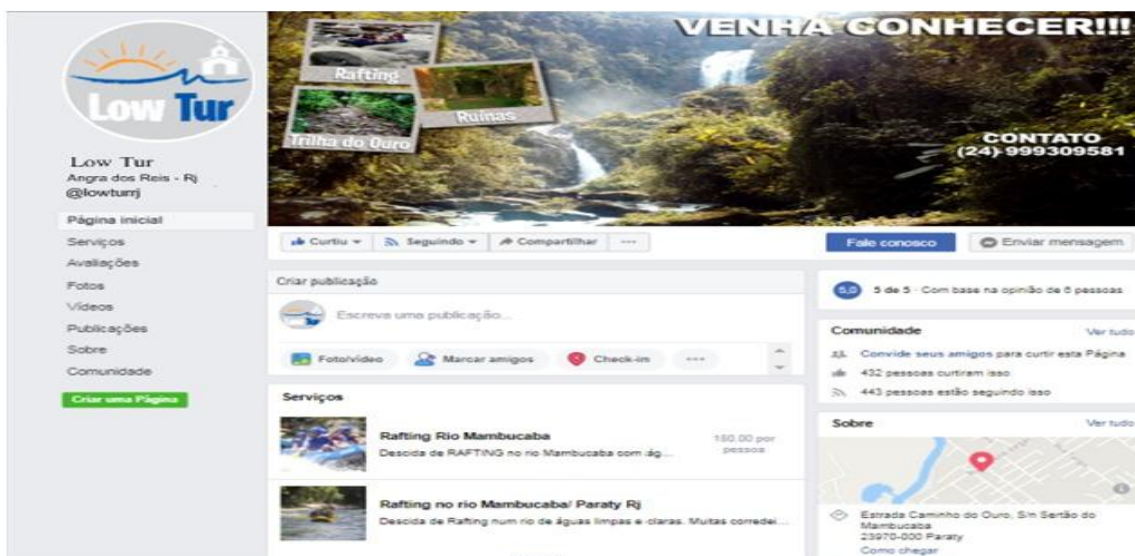 VENHA CONHECER!!!
Rafting
Ruínas
Trilha do Ouro
CONTATO
(24) 999309581
Low Tur
Low Tur
Angra dos Reis - Rj
@lowturrj
Página inicial
Serviços
Avaliações
Fotos
Vídeos
Publicações
Sobre
Comunidade
Criar uma Página
Curtiu
Seguindo
Compartilhar
Fale conosco
Enviar mensagem
Criar publicação
Escreva uma publicação...
Foto/vídeo
Marcar amigos
Check-in
Serviços
Rafting Rio Mambucaba
Descida de RAFTING no rio Mambucaba com ág...
150.00 por
pessoa
Rafting no rio Mambucaba/ Paraty Rj
Descida de Rafting num rio de águas limpas e claras. Muitas corredei...
5,0
5 de 5 · Com base na opinião de 6 pessoas
Comunidade
Ver tudo
Convide seus amigos para curtir esta Página
432 pessoas curtiram isso
443 pessoas estão seguindo isso
Sobre
Ver tudo
Estrada Caminho do Ouro, S/n Sertão do
Mambucaba
23970-000 Paraty
Como chegar